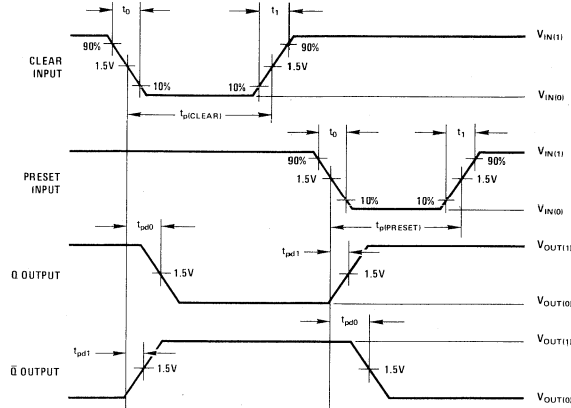 t0
t1
VIN(1)
90%
90%
CLEAR
INPUT
1.5V
1.5V
10%
10%
VIN(0)
tp(CLEAR)
t0
t1
VIN(1)
90%
90%
PRESET
INPUT
1.5V
1.5V
10%
10%
VIN(0)
tpd0
tp(PRESET)
tpd1
VOUT(1)
Q OUTPUT
1.5V
1.5V
VOUT(0)
tpd0
VOUT(1)
tpd1
Q̅ OUTPUT
1.5V
1.5V
VOUT(0)